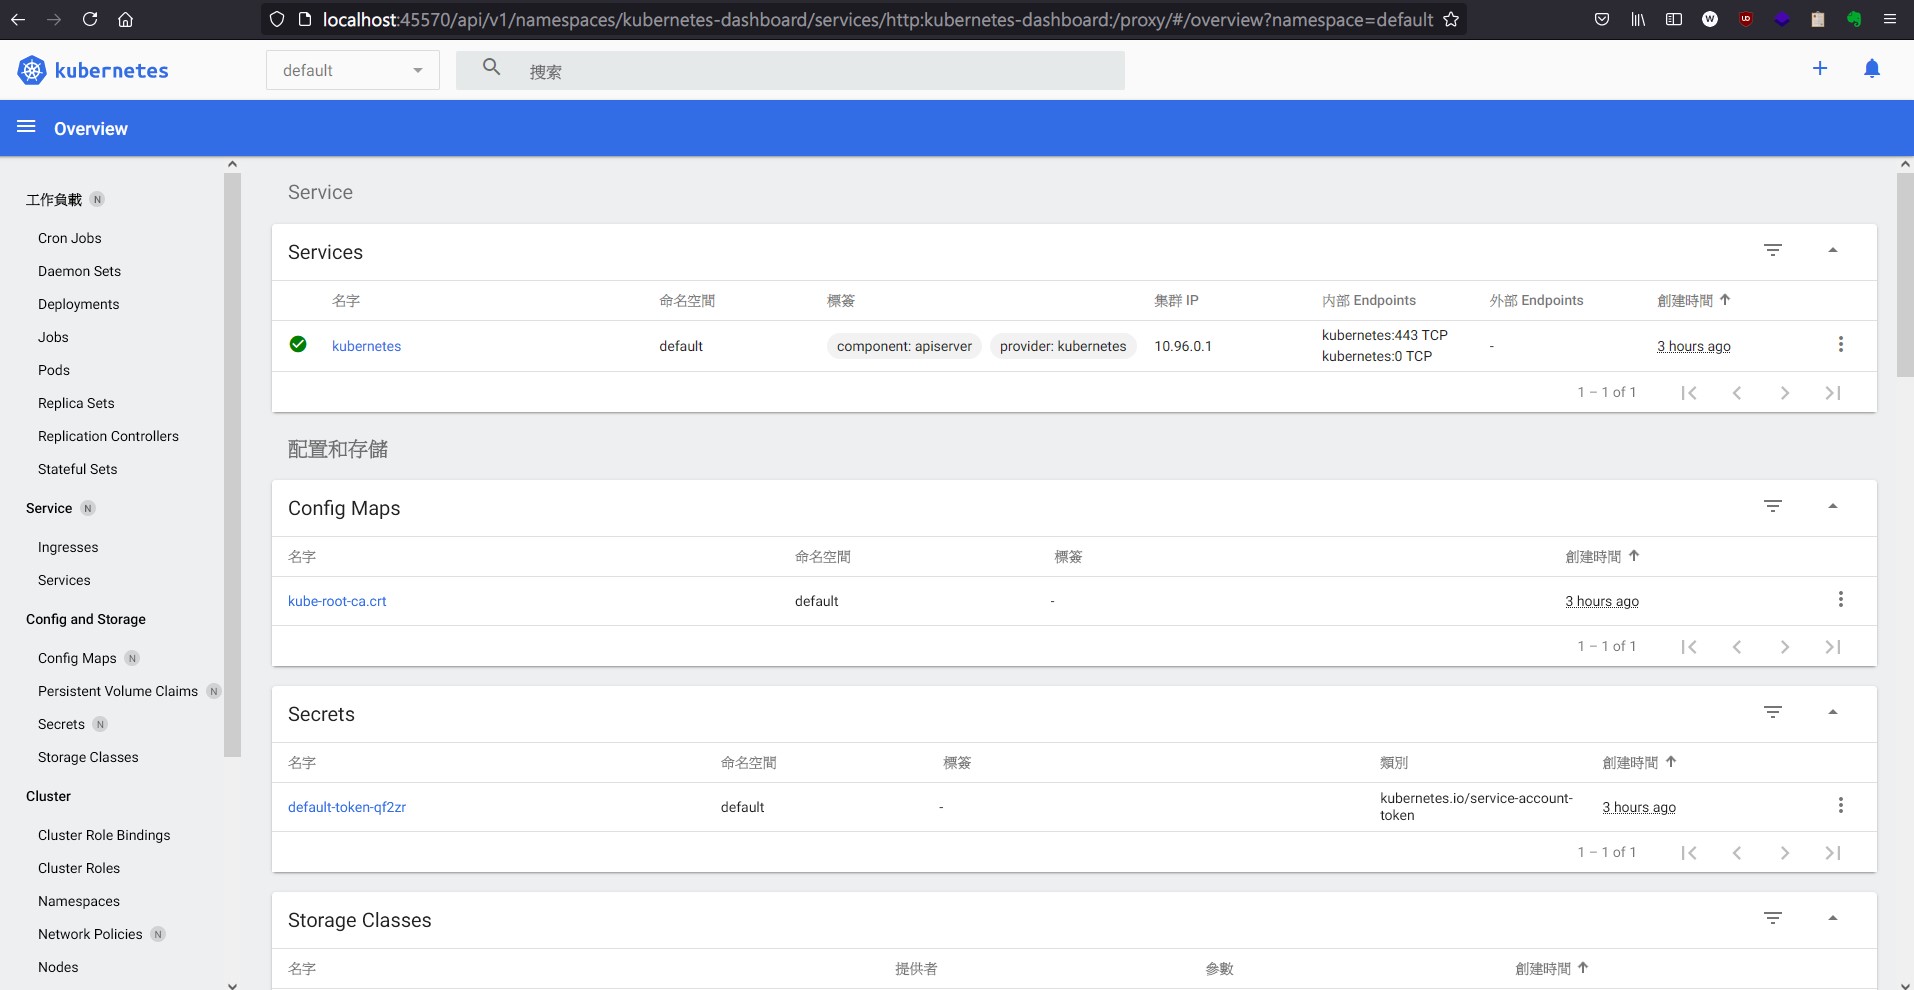 localhost:45570/api/v1/namespaces/kubernetes-dashboard/services/http:kubernetes-dashboard:/proxy/#/overview?namespace=default
kubernetes
default
搜索
Overview
工作負載 N
Cron Jobs
Daemon Sets
Deployments
Jobs
Pods
Replica Sets
Replication Controllers
Stateful Sets
Service N
Ingresses
Services
Config and Storage
Config Maps N
Persistent Volume Claims N
Secrets N
Storage Classes
Cluster
Cluster Role Bindings
Cluster Roles
Namespaces
Network Policies N
Nodes
Service
Services
名字 命名空間 標簽 集群 IP 内部 Endpoints 外部 Endpoints 創建時間
kubernetes default component: apiserver provider: kubernetes 10.96.0.1 kubernetes:443 TCP - 3 hours ago
kubernetes:0 TCP
1 – 1 of 1
配置和存儲
Config Maps
名字 命名空間 標簽 創建時間
kube-root-ca.crt default - 3 hours ago
1 – 1 of 1
Secrets
名字 命名空間 標簽 類別 創建時間
default-token-qf2zr default - kubernetes.io/service-account- 3 hours ago
token
1 – 1 of 1
Storage Classes
名字 提供者 參數 創建時間